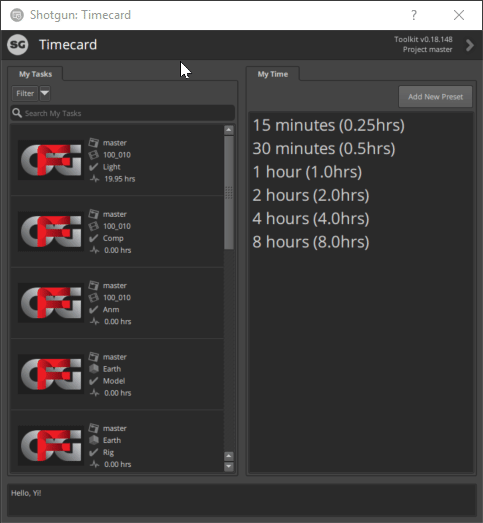 Shotgun: Timecard
?
SG
Timecard
Toolkit v0.18.148
Project master
My Tasks
Filter
Search My Tasks
master
100_010
Light
19.95 hrs
master
100_010
Comp
0.00 hrs
master
100_010
Anm
0.00 hrs
master
Earth
Model
0.00 hrs
master
Earth
Rig
0.00 hrs
My Time
Add New Preset
15 minutes (0.25hrs)
30 minutes (0.5hrs)
1 hour (1.0hrs)
2 hours (2.0hrs)
4 hours (4.0hrs)
8 hours (8.0hrs)
Hello, Yi!